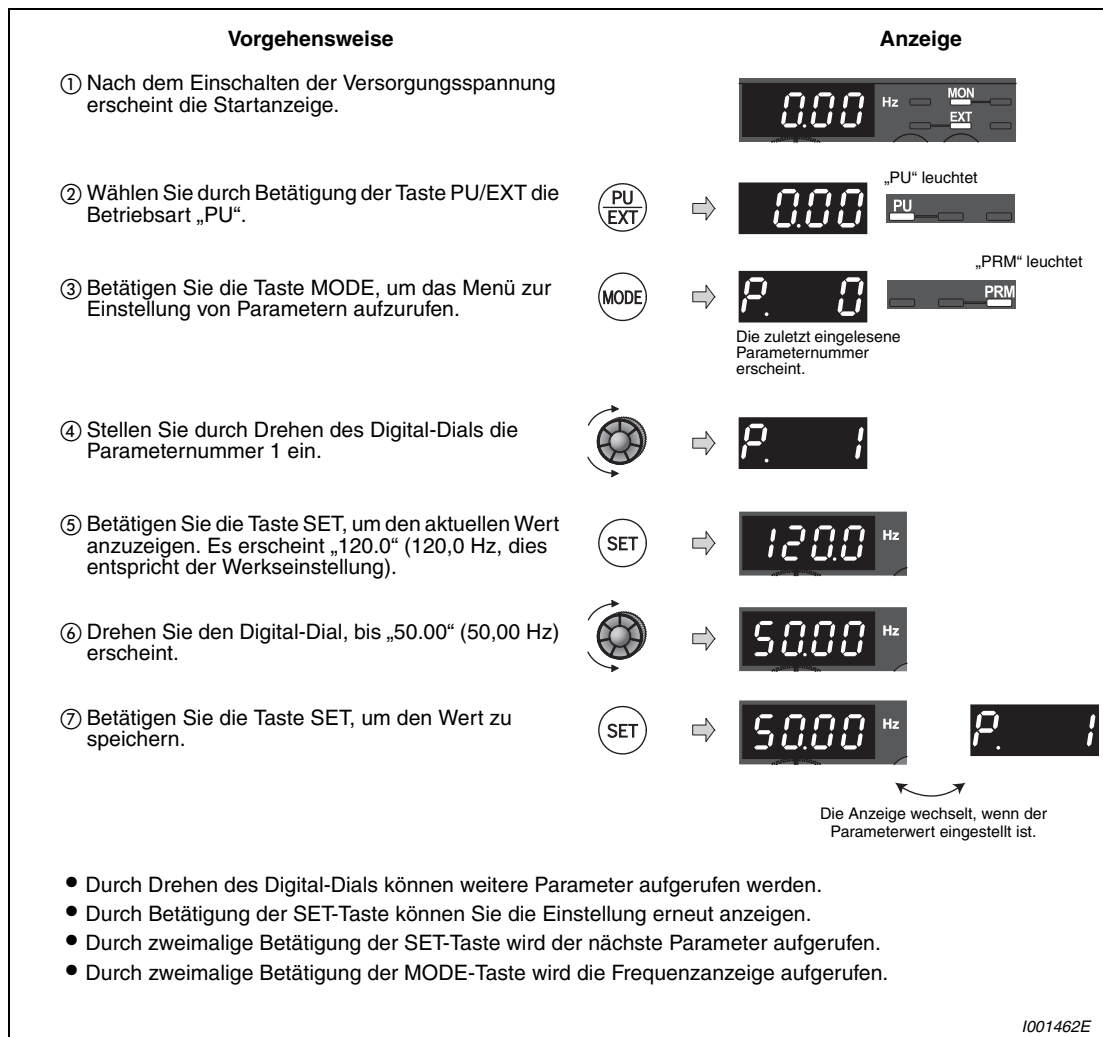 Vorgehensweise
Anzeige
① Nach dem Einschalten der Versorgungsspannung
erscheint die Startanzeige.
0.00 Hz MON
EXT
② Wählen Sie durch Betätigung der Taste PU/EXT die
Betriebsart „PU“.
PU
EXT
0.00
„PU“ leuchtet
PU
③ Betätigen Sie die Taste MODE, um das Menü zur
Einstellung von Parametern aufzurufen.
MODE
P. 0
„PRM“ leuchtet
PRM
Die zuletzt eingelesene
Parameternummer
erscheint.
④ Stellen Sie durch Drehen des Digital-Dials die
Parameternummer 1 ein.
P. 1
⑤ Betätigen Sie die Taste SET, um den aktuellen Wert
anzuzeigen. Es erscheint „120.0“ (120,0 Hz, dies
entspricht der Werkseinstellung).
SET
120.0 Hz
⑥ Drehen Sie den Digital-Dial, bis „50.00“ (50,00 Hz)
erscheint.
50.00 Hz
⑦ Betätigen Sie die Taste SET, um den Wert zu
speichern.
SET
50.00 Hz
P. 1
Die Anzeige wechselt, wenn der
Parameterwert eingestellt ist.
● Durch Drehen des Digital-Dials können weitere Parameter aufgerufen werden.
● Durch Betätigung der SET-Taste können Sie die Einstellung erneut anzeigen.
● Durch zweimalige Betätigung der SET-Taste wird der nächste Parameter aufgerufen.
● Durch zweimalige Betätigung der MODE-Taste wird die Frequenzanzeige aufgerufen.
I001462E